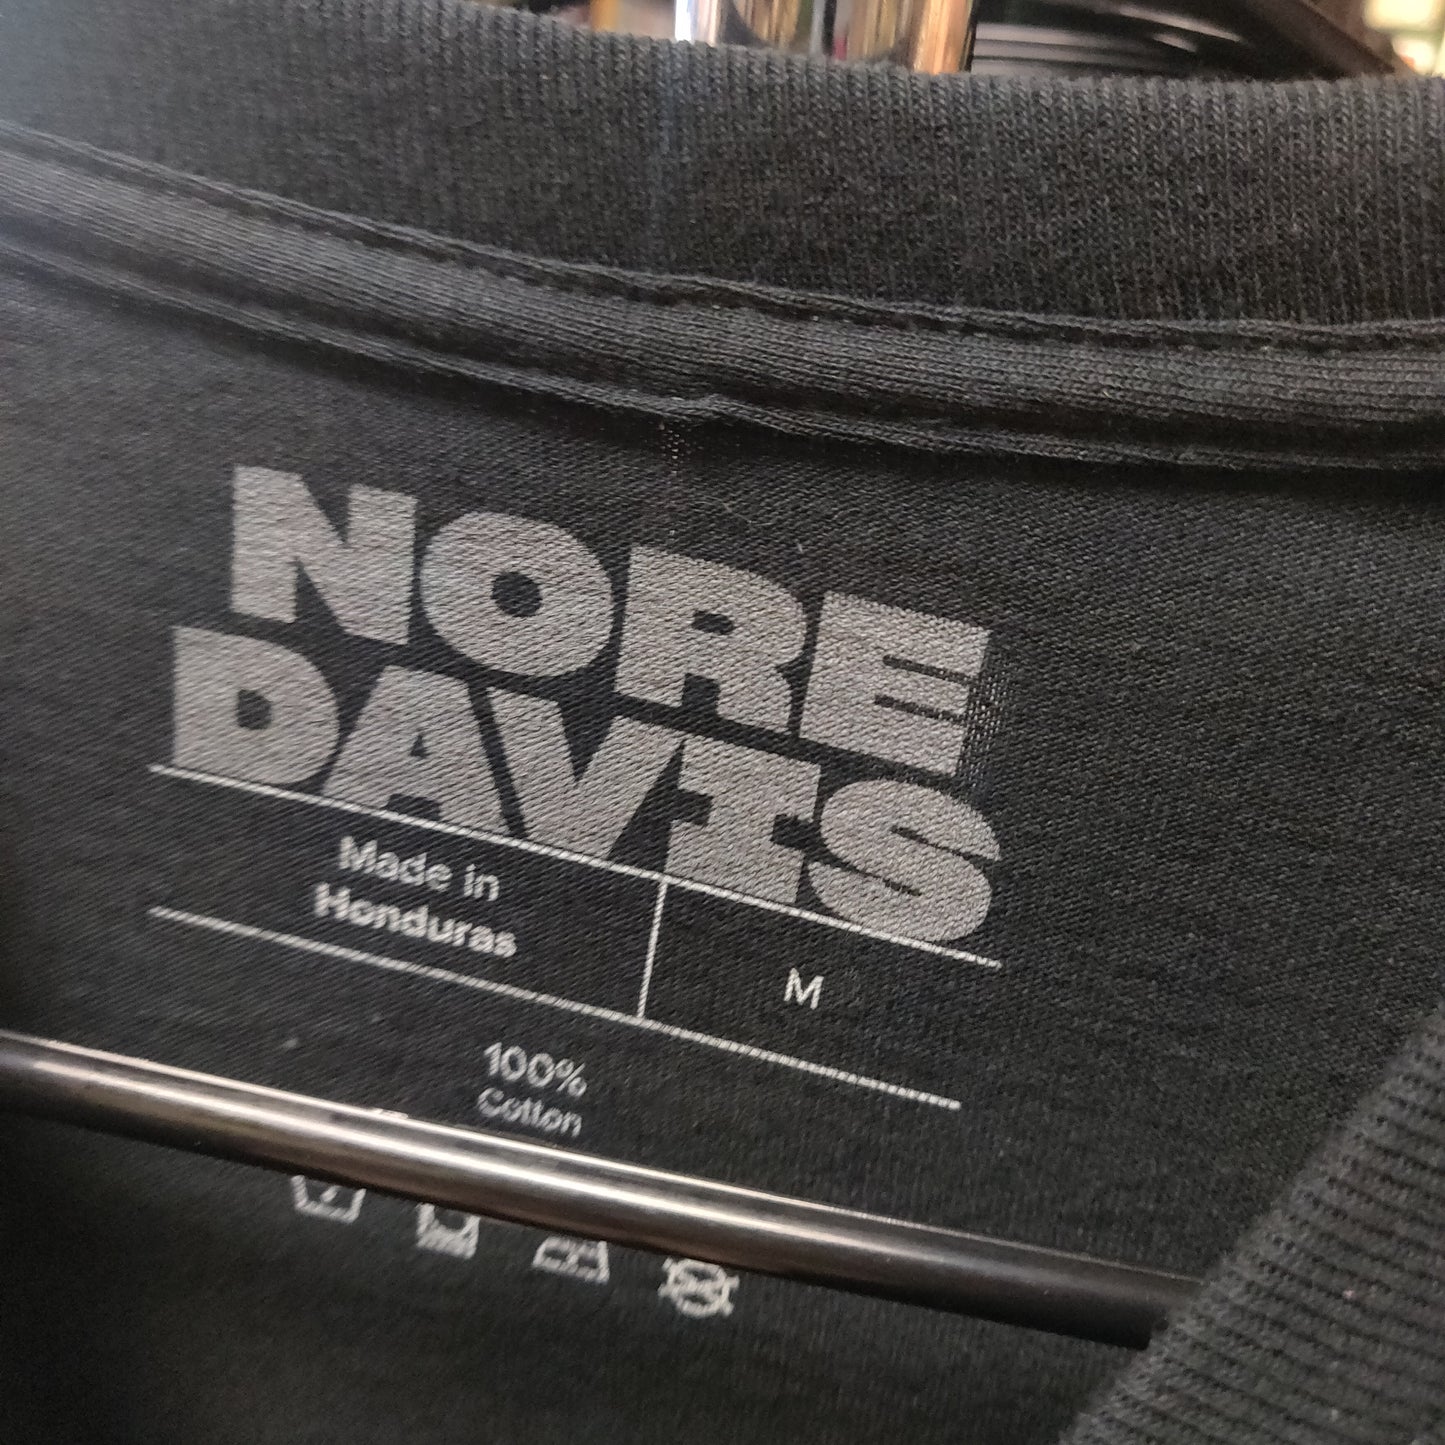 NORE
DAVIS
Made in
Honduras
M
100%
Cotton